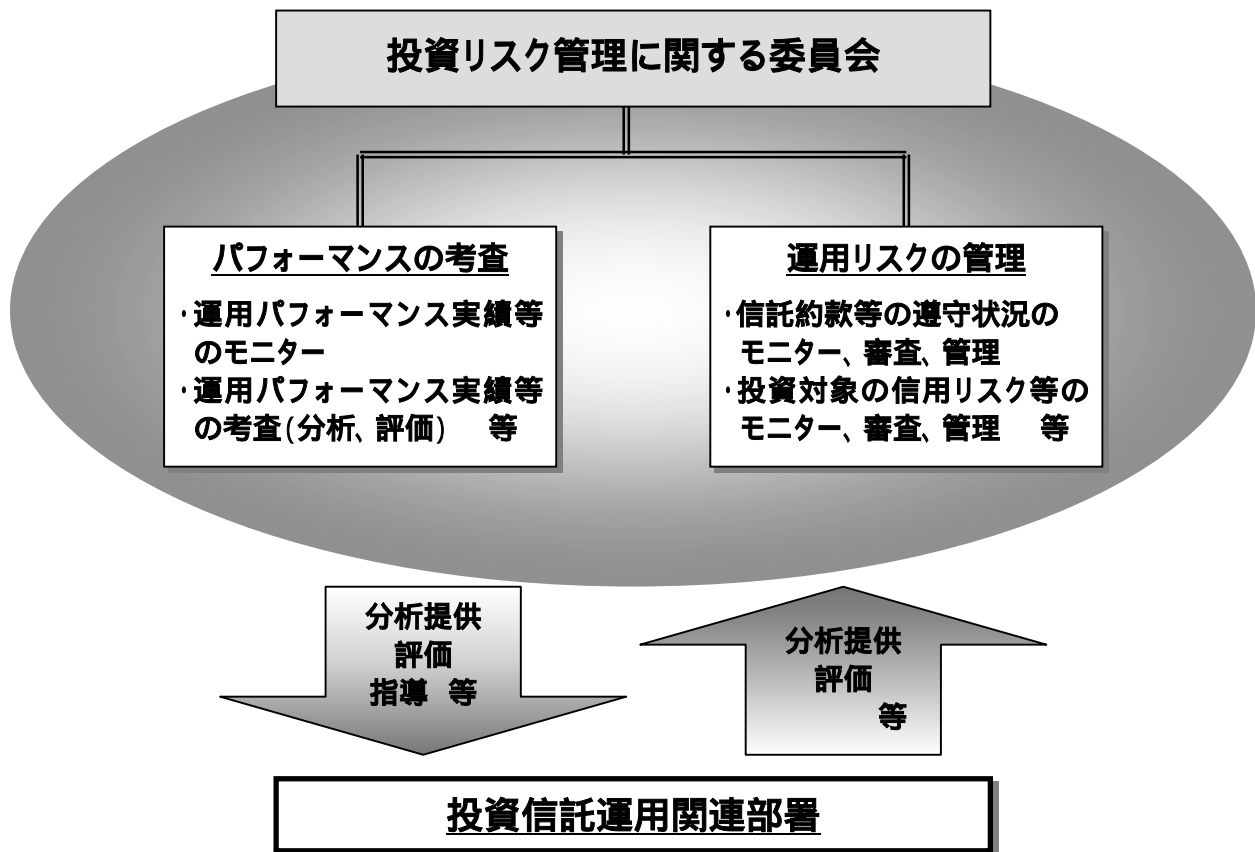 投資リスク管理に関する委員会
パフォーマンスの考査
・運用パフォーマンス実績等
のモニター
・運用パフォーマンス実績等
の考査(分析、評価) 等
運用リスクの管理
・信託約款等の遵守状況の
モニター、審査、管理
・投資対象の信用リスク等の
モニター、審査、管理 等
分析提供
評価
指導 等
分析提供
評価
等
投資信託運用関連部署